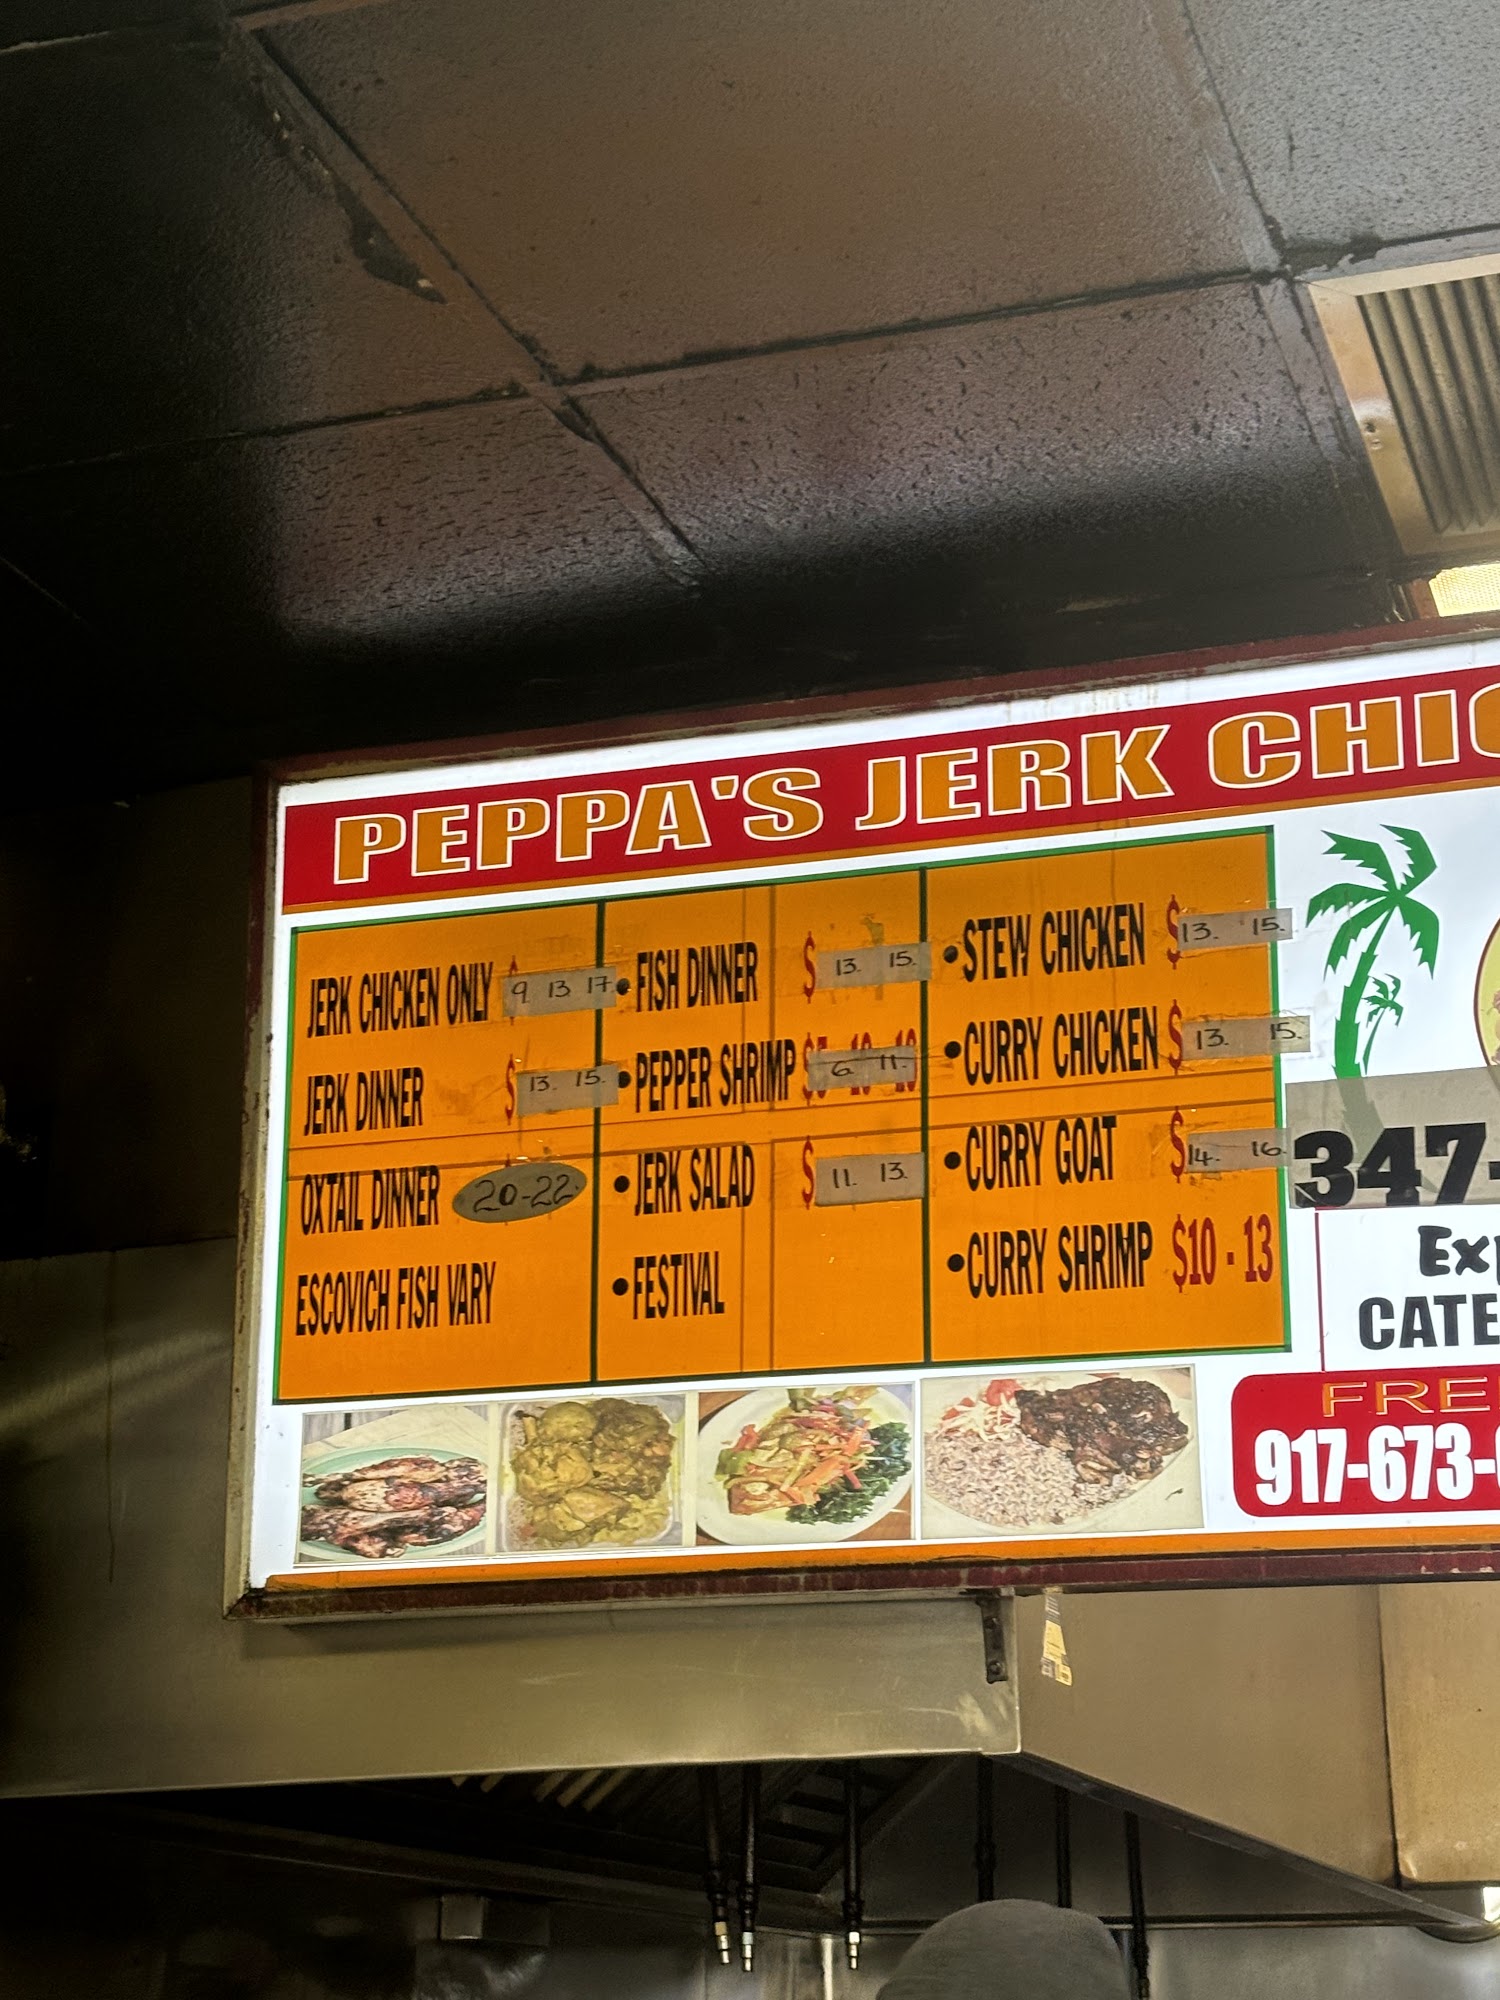 PEPPA'S JERK CHIC
JERK CHICKEN ONLY $ 9 13 17
JERK DINNER $ 13. 15.
OXTAIL DINNER 20-22
ESCOVICH FISH VARY
• FISH DINNER $ 13. 15.
• PEPPER SHRIMP $ 6 11.
• JERK SALAD $ 11. 13.
• FESTIVAL
• STEW CHICKEN $ 13. 15.
• CURRY CHICKEN $ 13. 15.
• CURRY GOAT $ 14. 16.
• CURRY SHRIMP $10 - 13
347-
Exp
CATE
FRE
917-673-